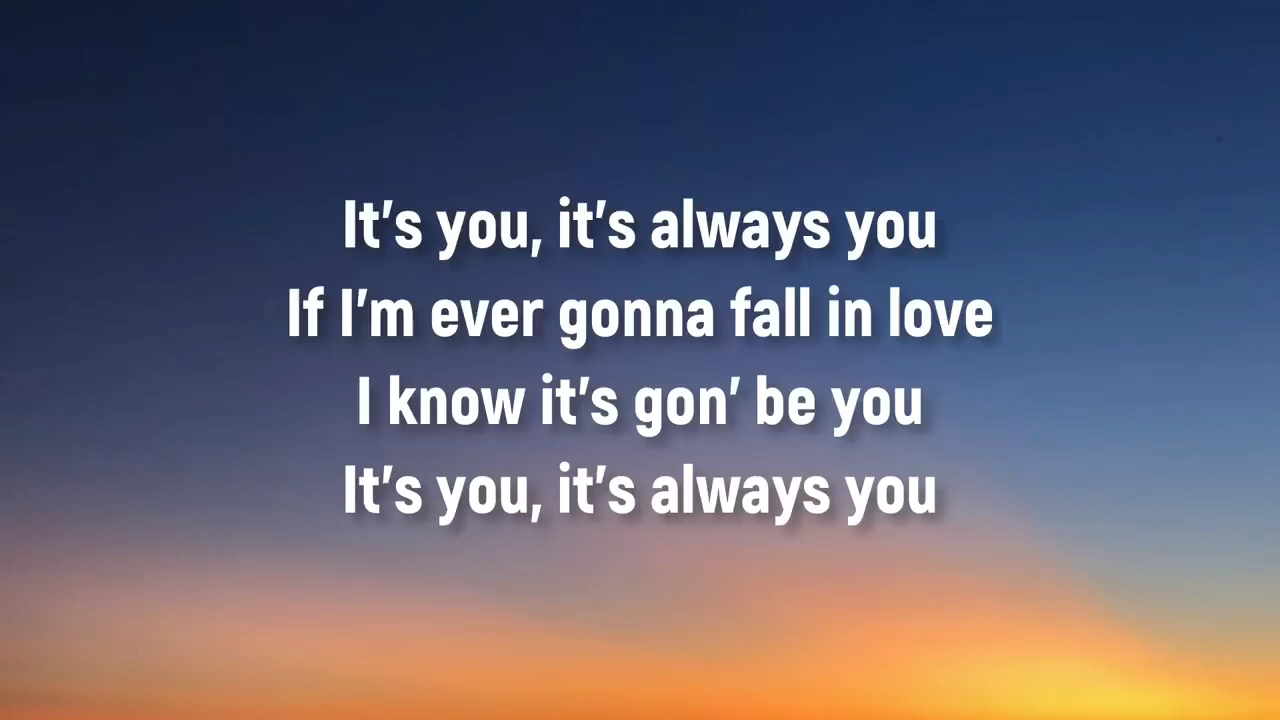 It's you, it's always you
If I'm ever gonna fall in love
I know it's gon' be you
It's you, it's always you